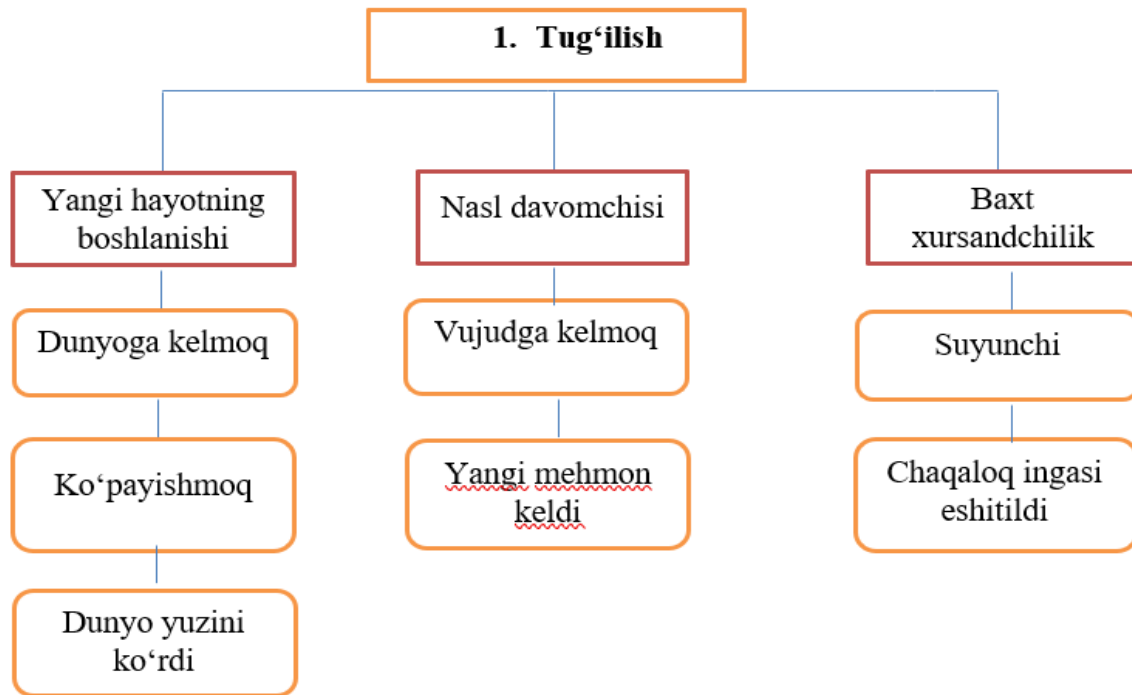 1. Tug‘ilish
Yangi hayotning
boshlanishi
Nasl davomchisi
Baxt
xursandchilik
Dunyoga kelmoq
Vujudga kelmoq
Suyunchi
Ko‘payishmoq
Yangi mehmon
keldi
Chaqaloq ingasi
eshitildi
Dunyo yuzini
ko‘rdi